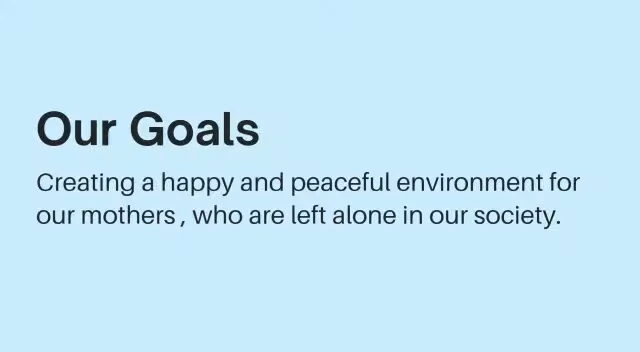 Our Goals
Creating a happy and peaceful environment for
our mothers , who are left alone in our society.